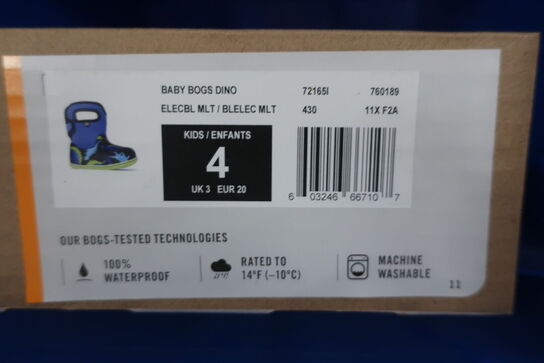 BABY BOGS DINO 72165I 760189
ELECBL MLT / BLELEC MLT 430 11X F2A
KIDS / ENFANTS
4
UK 3 EUR 20
6 03246 66710 7
OUR BOGS-TESTED TECHNOLOGIES
100% WATERPROOF
RATED TO 14°F (-10°C)
MACHINE WASHABLE
11